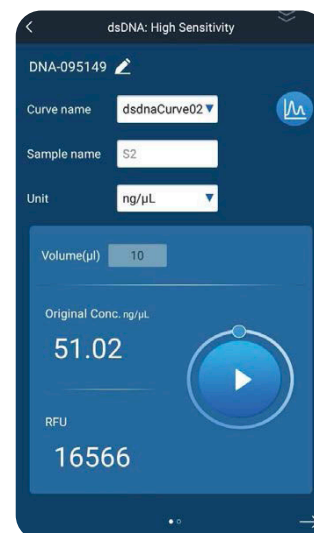 dsDNA: High Sensitivity
DNA-095149
Curve name dsdnaCurve02
Sample name S2
Unit ng/µL
Volume(µl) 10
Original Conc. ng/µL
51.02
RFU
16566